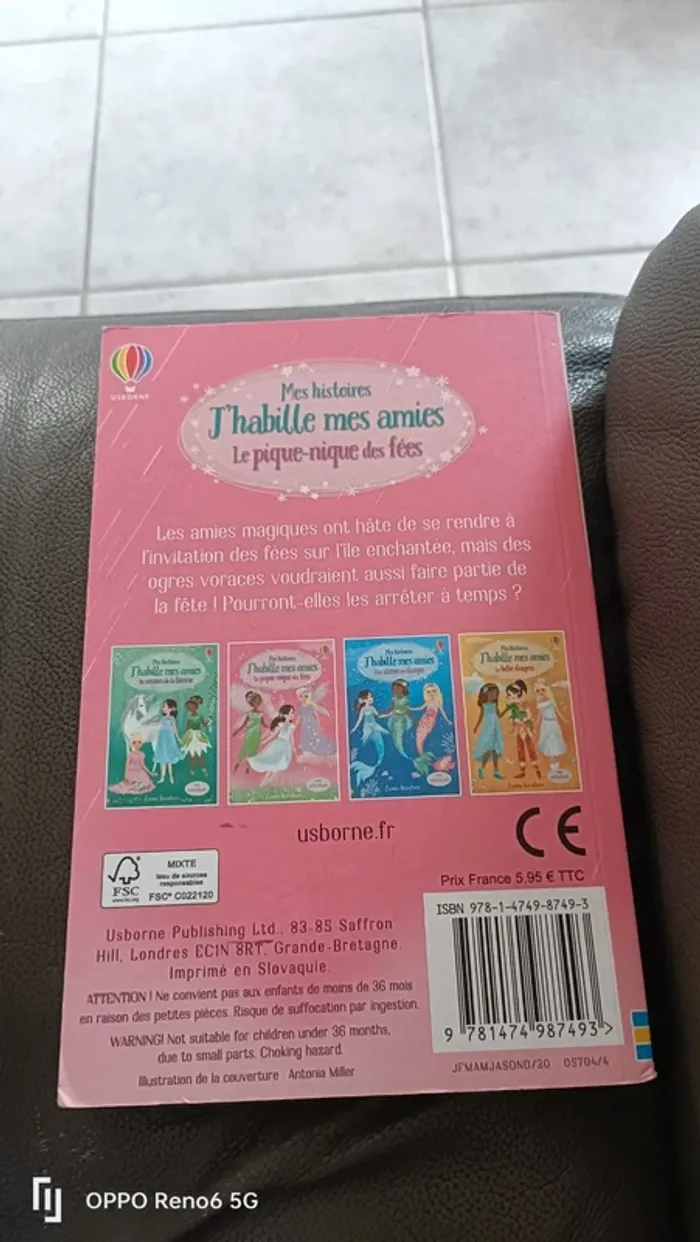 USBORNE
Mes histoires
J'habille mes amies
Le pique-nique des fées
Les amies magiques ont hâte de se rendre à
l'invitation des fées sur l'île enchantée, mais des
ogres voraces voudraient aussi faire partie de
la fête ! Pourront-elles les arrêter à temps ?
Mes histoires
J'habille mes amies
Mes histoires
J'habille mes amies
Le pique-nique des fées
Mes histoires
J'habille mes amies
Mes histoires
J'habille mes amies
Le bébé dragon
usborne.fr
CE
Prix France 5,95 € TTC
FSC
www.fsc.org
MIXTE
Issu de sources
responsables
FSC® C022120
ISBN 978-1-4749-8749-3
Usborne Publishing Ltd., 83-85 Saffron
Hill, Londres EC1N 8RT, Grande-Bretagne.
Imprimé en Slovaquie.
ATTENTION ! Ne convient pas aux enfants de moins de 36 mois
en raison des petites pièces. Risque de suffocation par ingestion.
WARNING! Not suitable for children under 36 months,
due to small parts. Choking hazard.
Illustration de la couverture : Antonia Miller
9 781474 987493 >
JFMAMJJASOND/20 05704/4
OPPO Reno6 5G